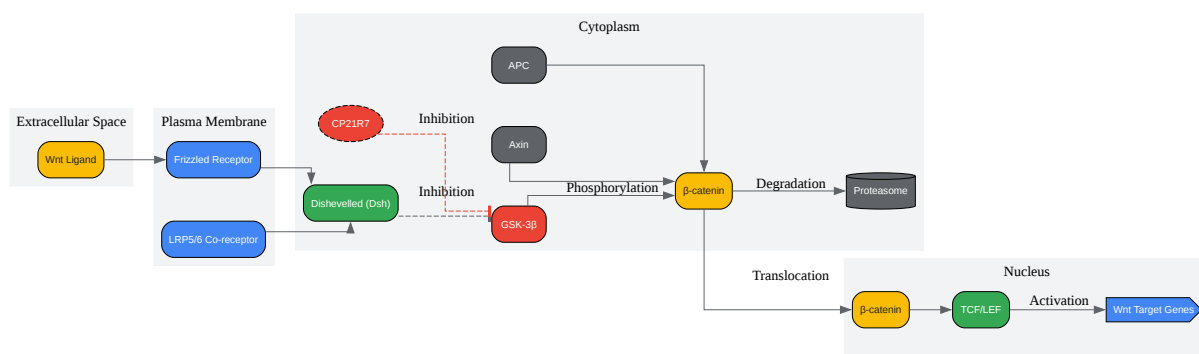 Cytoplasm
APC
Extracellular Space
Plasma Membrane
CP21R7
Inhibition
Axin
Wnt Ligand
Frizzled Receptor
Inhibition
Phosphorylation
β-catenin
Degradation
Proteasome
Dishevelled (Dsh)
GSK-3β
LRP5/6 Co-receptor
Translocation
Nucleus
β-catenin
TCF/LEF
Activation
Wnt Target Genes